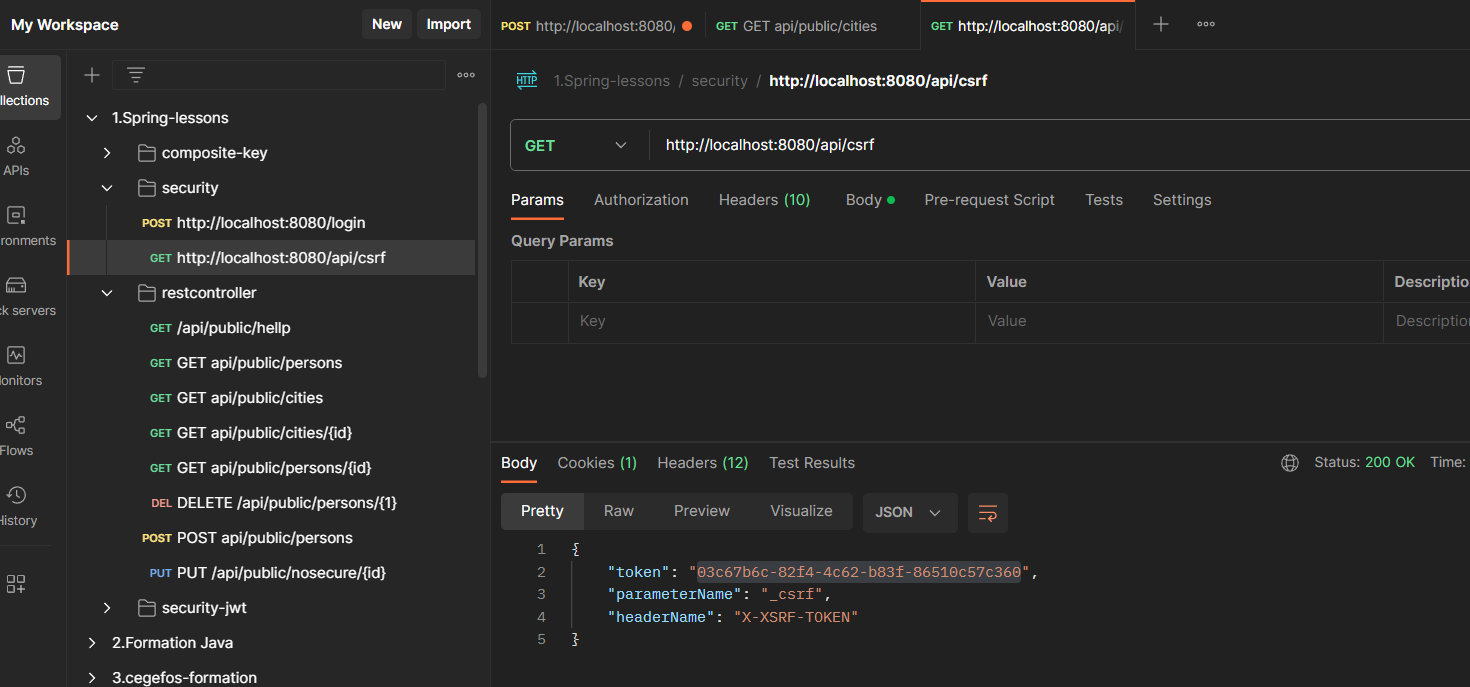 My Workspace New Import
POST http://localhost:8080/ GET GET api/public/cities GET http://localhost:8080/api/
llections
APIs
ronments
ck servers
onitors
Flows
History
1.Spring-lessons
composite-key
security
POST http://localhost:8080/login
GET http://localhost:8080/api/csrf
restcontroller
GET /api/public/hellp
GET GET api/public/persons
GET GET api/public/cities
GET GET api/public/cities/{id}
GET GET api/public/persons/{id}
DEL DELETE /api/public/persons/{1}
POST POST api/public/persons
PUT PUT /api/public/nosecure/{id}
security-jwt
2.Formation Java
3.cegefos-formation
HTTP 1.Spring-lessons / security / http://localhost:8080/api/csrf
GET http://localhost:8080/api/csrf
Params Authorization Headers (10) Body Pre-request Script Tests Settings
Query Params
Key Value Descriptio
Key Value Description
Body Cookies (1) Headers (12) Test Results Status: 200 OK Time:
Pretty Raw Preview Visualize JSON
1 {
2 "token": "03c67b6c-82f4-4c62-b83f-86510c57c360",
3 "parameterName": "_csrf",
4 "headerName": "X-XSRF-TOKEN"
5 }